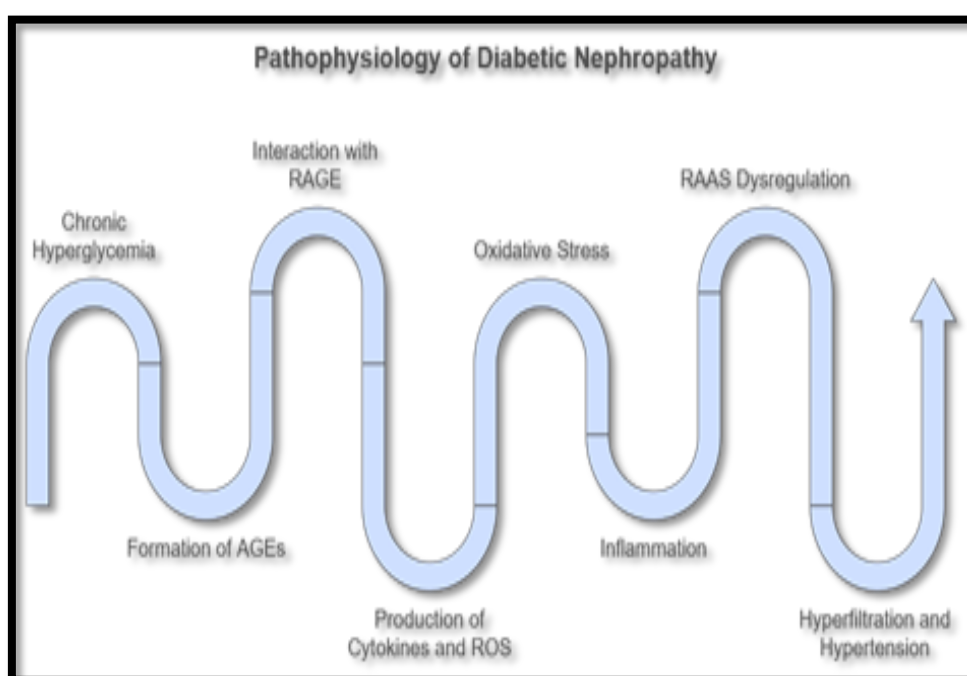 Pathophysiology of Diabetic Nephropathy
Chronic
Hyperglycemia
Formation of AGEs
Interaction with
RAGE
Production of
Cytokines and ROS
Oxidative Stress
Inflammation
RAAS Dysregulation
Hyperfiltration and
Hypertension